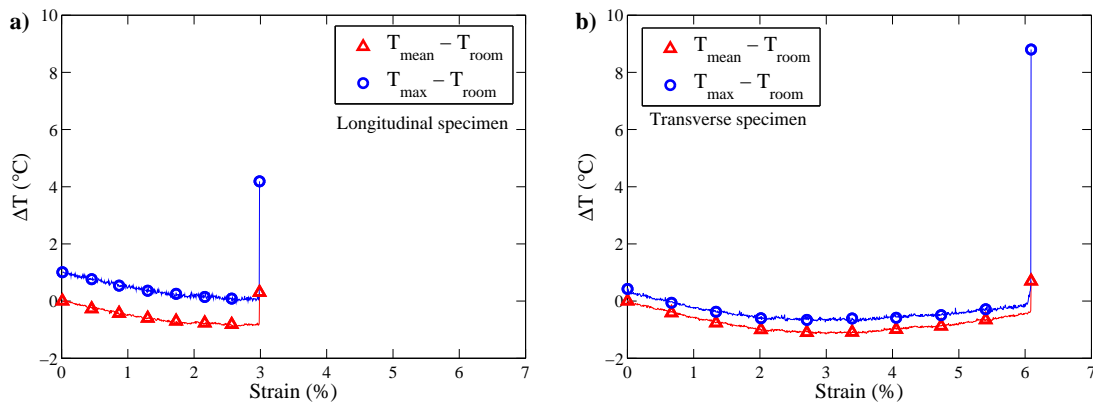 a)
10
8
6
4
2
0
−2
ΔT (°C)
0 1 2 3 4 5 6 7
Strain (%)
T_mean − T_room
T_max − T_room
Longitudinal specimen
b)
10
8
6
4
2
0
−2
ΔT (°C)
0 1 2 3 4 5 6 7
Strain (%)
T_mean − T_room
T_max − T_room
Transverse specimen